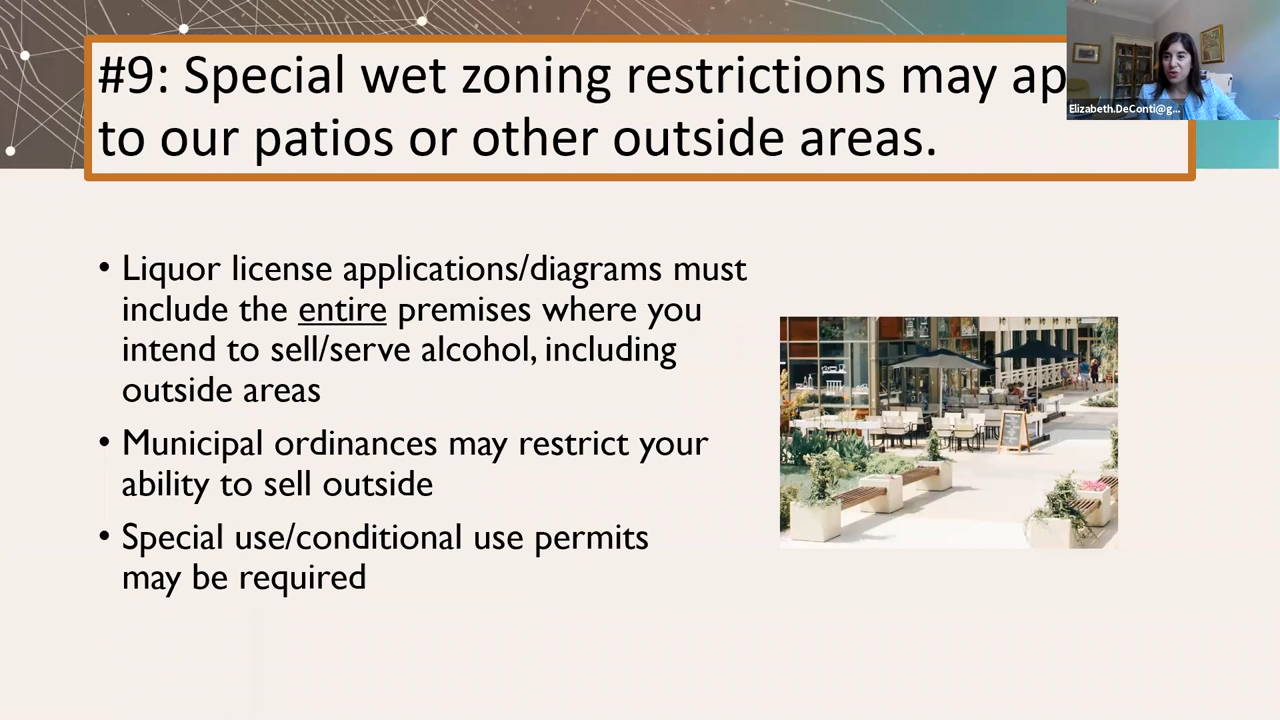 #9: Special wet zoning restrictions may ap
to our patios or other outside areas.
Elizabeth.DeConti@g...
• Liquor license applications/diagrams must
include the entire premises where you
intend to sell/serve alcohol, including
outside areas
• Municipal ordinances may restrict your
ability to sell outside
• Special use/conditional use permits
may be required